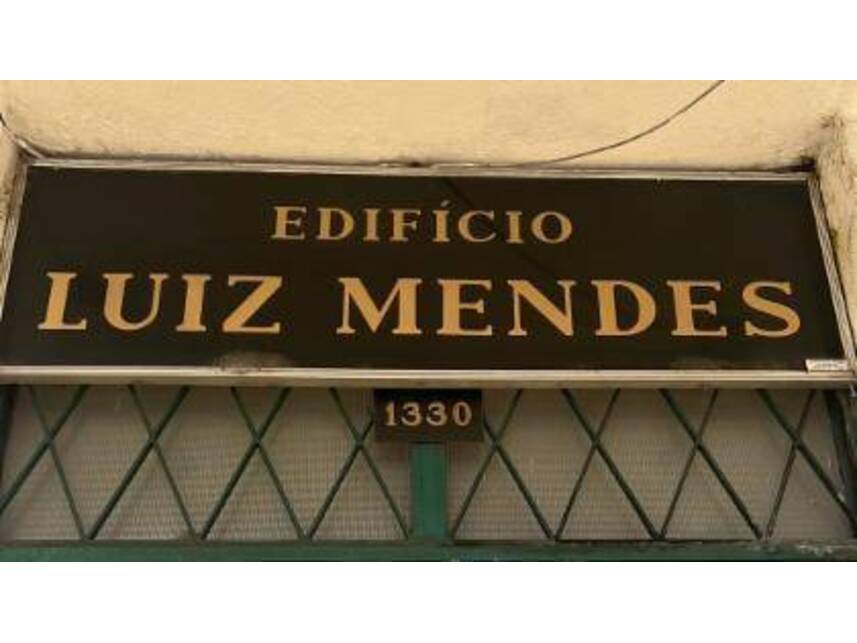 EDIFÍCIO
LUIZ MENDES
1330